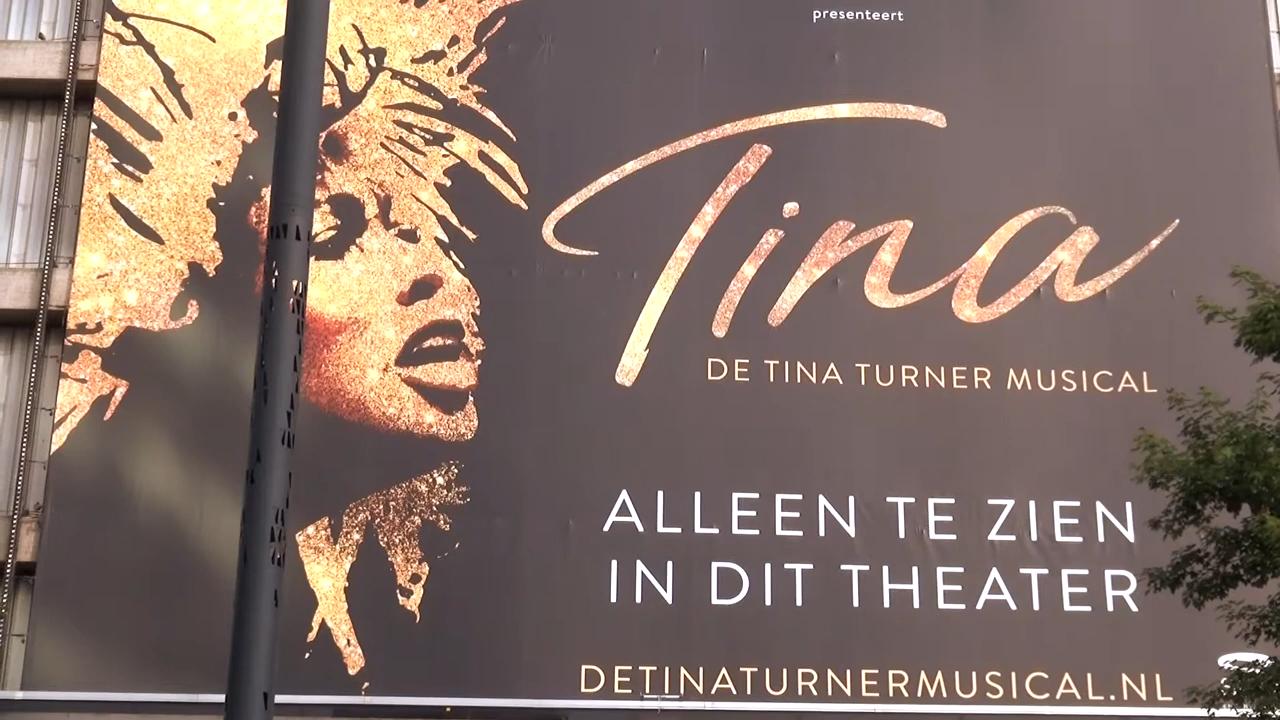 presenteert
Tina
DE TINA TURNER MUSICAL
ALLEEN TE ZIEN
IN DIT THEATER
DETINATURNERMUSICAL.NL